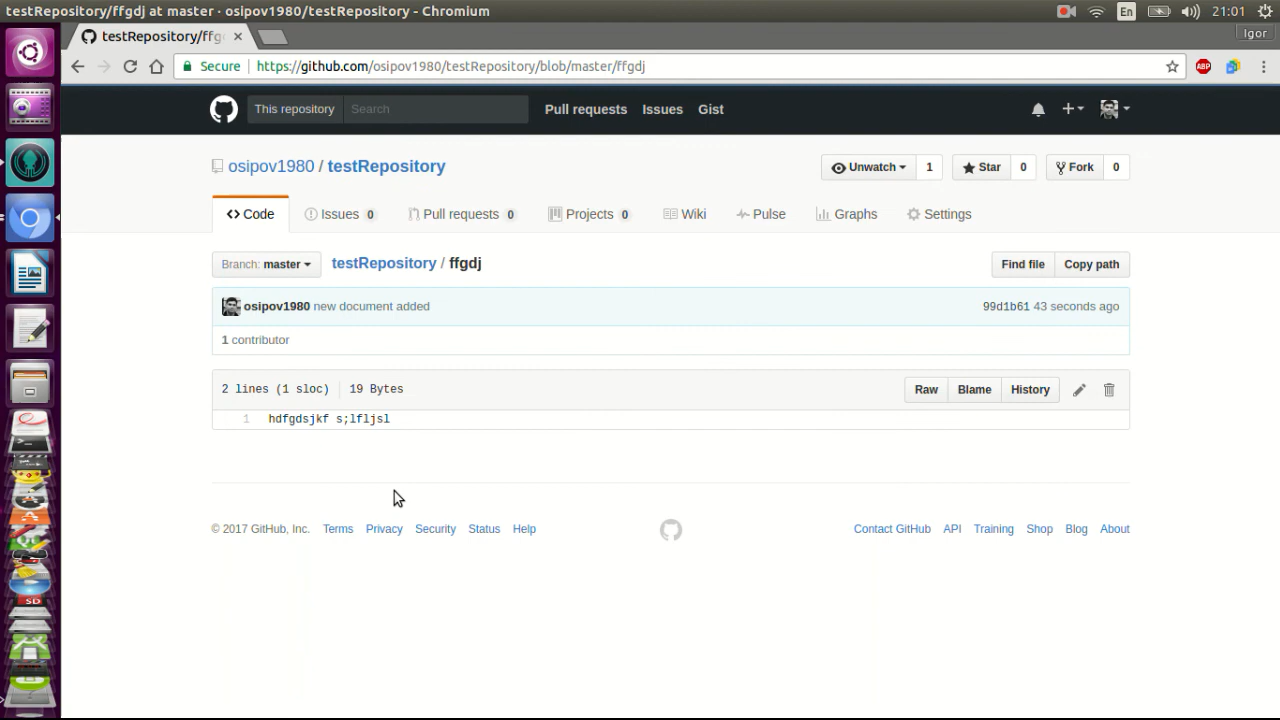 testRepository/ffgdj at master · osipov1980/testRepository - Chromium
En
21:01
testRepository/ffg
Igor
Secure
https://github.com/osipov1980/testRepository/blob/master/ffgdj
ABP
This repository
Search
Pull requests
Issues
Gist
osipov1980 / testRepository
Unwatch
1
Star
0
Fork
0
Code
Issues 0
Pull requests 0
Projects 0
Wiki
Pulse
Graphs
Settings
Branch: master
testRepository / ffgdj
Find file
Copy path
osipov1980 new document added
99d1b61 43 seconds ago
1 contributor
2 lines (1 sloc)
19 Bytes
Raw
Blame
History
1 hdfgdsjkf s;lfljsl
© 2017 GitHub, Inc.
Terms
Privacy
Security
Status
Help
Contact GitHub
API
Training
Shop
Blog
About
SD